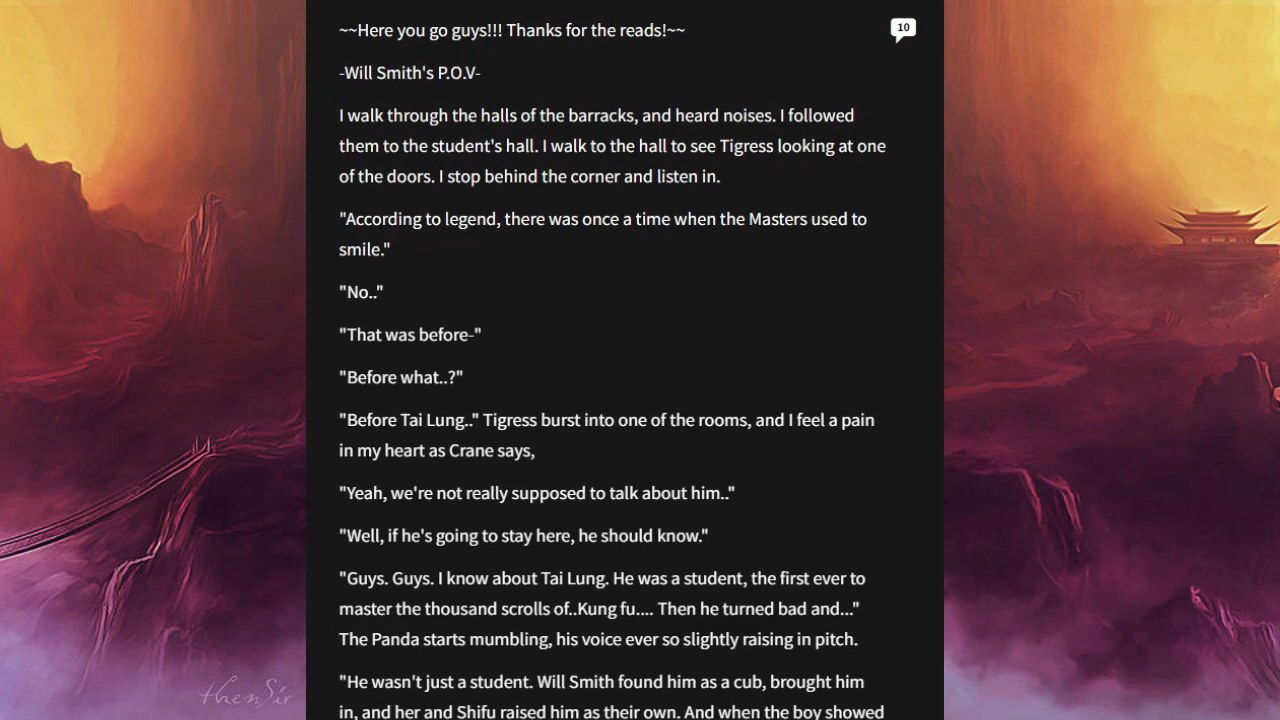 ~~Here you go guys!!! Thanks for the reads!~~
10
-Will Smith's P.O.V-
I walk through the halls of the barracks, and heard noises. I followed
them to the student's hall. I walk to the hall to see Tigress looking at one
of the doors. I stop behind the corner and listen in.
"According to legend, there was once a time when the Masters used to
smile."
"No.."
"That was before-"
"Before what..?"
"Before Tai Lung.." Tigress burst into one of the rooms, and I feel a pain
in my heart as Crane says,
"Yeah, we're not really supposed to talk about him.."
"Well, if he's going to stay here, he should know."
"Guys. Guys. I know about Tai Lung. He was a student, the first ever to
master the thousand scrolls of..Kung fu.... Then he turned bad and..."
The Panda starts mumbling, his voice ever so slightly raising in pitch.
"He wasn't just a student. Will Smith found him as a cub, brought him
in, and her and Shifu raised him as their own. And when the boy showed